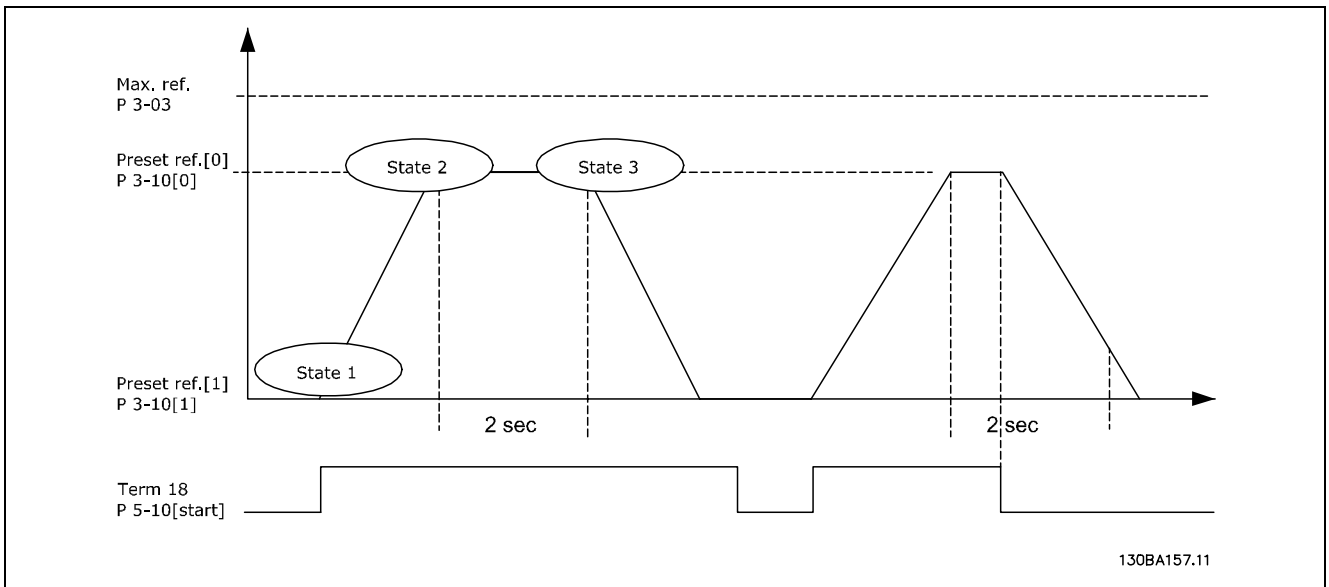 Max. ref.
P 3-03
Preset ref.[0]
P 3-10[0]
State 2
State 3
State 1
Preset ref.[1]
P 3-10[1]
2 sec
2 sec
Term 18
P 5-10[start]
130BA157.11